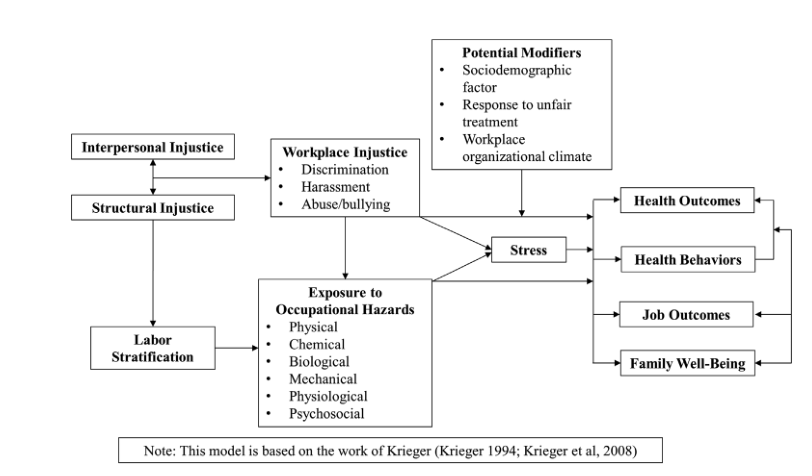 Potential Modifiers
• Sociodemographic
factor
• Response to unfair
treatment
• Workplace
organizational climate
Interpersonal Injustice
Structural Injustice
Workplace Injustice
• Discrimination
• Harassment
• Abuse/bullying
Stress
Health Outcomes
Health Behaviors
Job Outcomes
Family Well-Being
Labor
Stratification
Exposure to
Occupational Hazards
• Physical
• Chemical
• Biological
• Mechanical
• Physiological
• Psychosocial
Note: This model is based on the work of Krieger (Krieger 1994; Krieger et al, 2008)